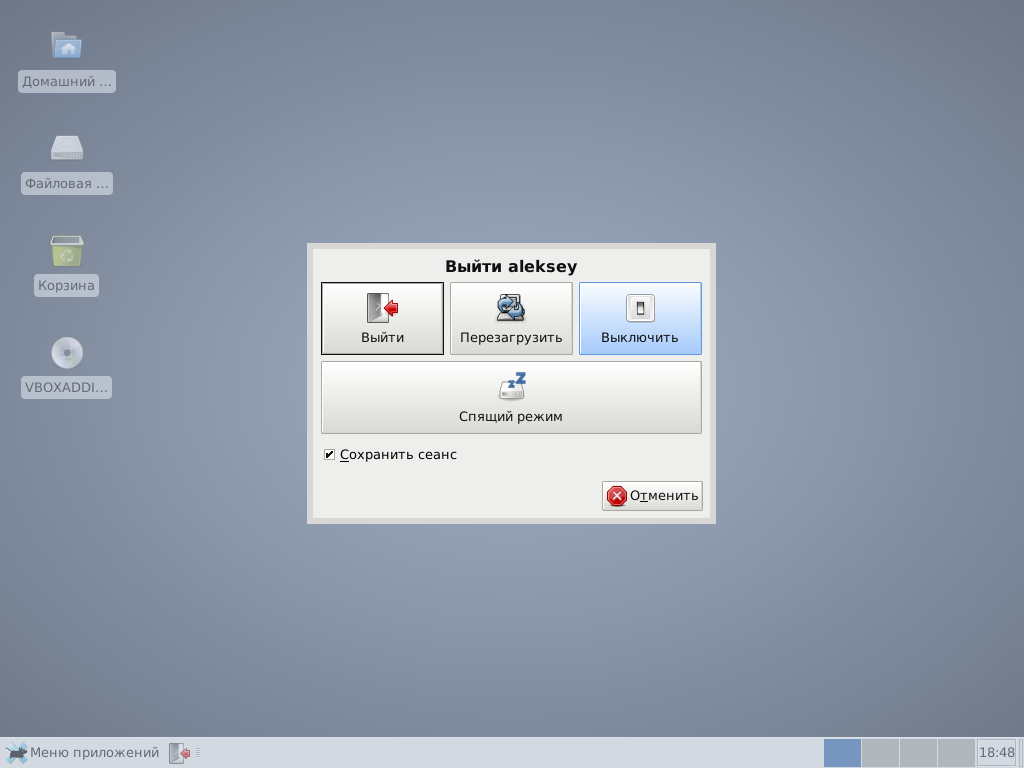 Домашний ...
Файловая ...
Корзина
VBOXADDI...
Выйти aleksey
Выйти
Перезагрузить
Выключить
Спящий режим
Сохранить сеанс
Отменить
Меню приложений
18:48